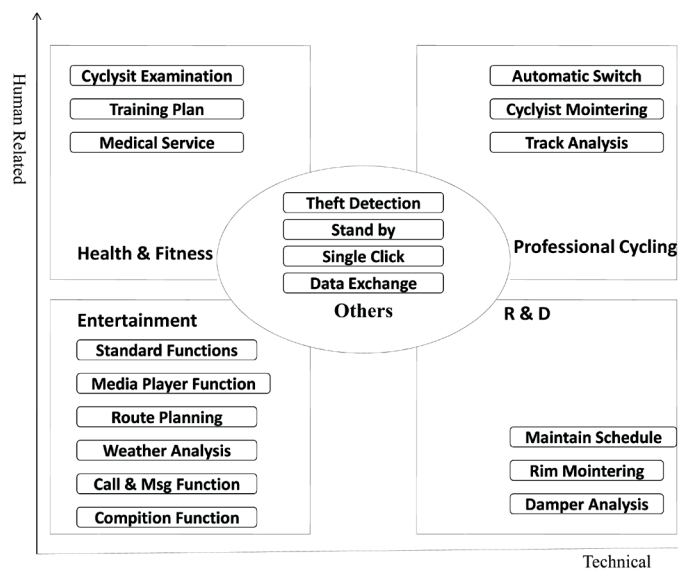 Human Related
Cyclysit Examination
Training Plan
Medical Service
Health & Fitness
Automatic Switch
Cyclyist Mointering
Track Analysis
Professional Cycling
Theft Detection
Stand by
Single Click
Data Exchange
Others
Entertainment
Standard Functions
Media Player Function
Route Planning
Weather Analysis
Call & Msg Function
Compition Function
R & D
Maintain Schedule
Rim Mointering
Damper Analysis
Technical